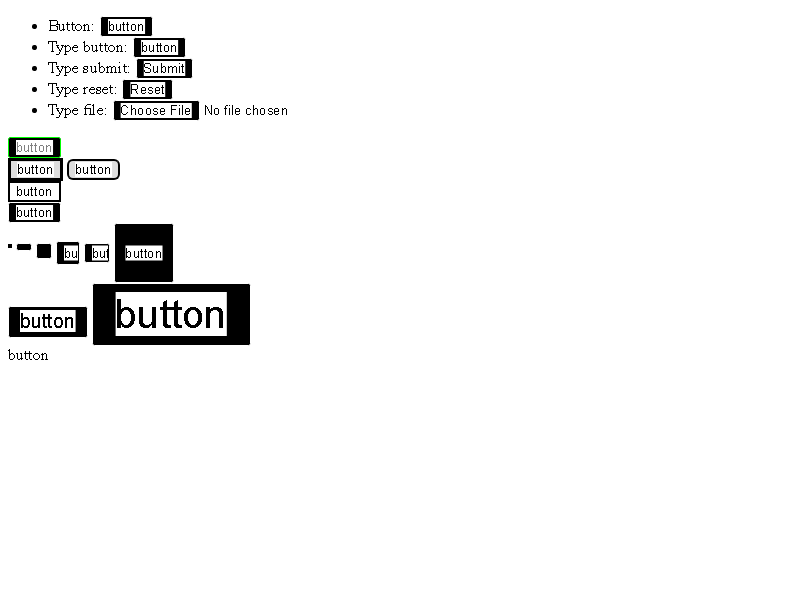 Button: button
Type button: button
Type submit: Submit
Type reset: Reset
Type file: Choose File No file chosen
button
button button
button
button
bu but button
button button
button